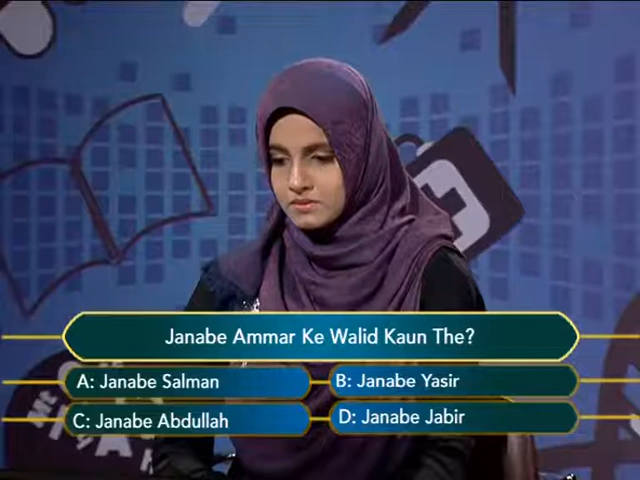 Janabe Ammar Ke Walid Kaun The?
A: Janabe Salman
B: Janabe Yasir
C: Janabe Abdullah
D: Janabe Jabir